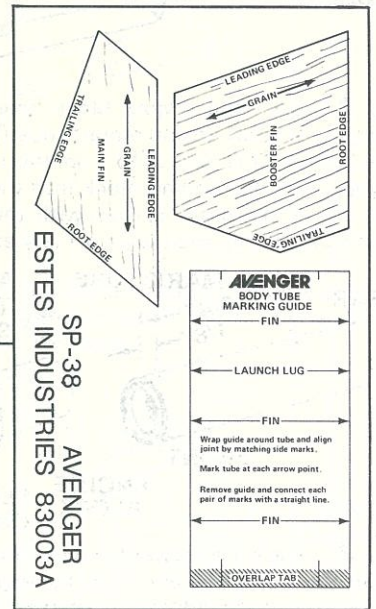 LEADING EDGE
GRAIN
BOOSTER FIN
ROOT EDGE
TRAILING EDGE
TRAILING EDGE
MAIN FIN
GRAIN
LEADING EDGE
ROOT EDGE
AVENGER
BODY TUBE
MARKING GUIDE
FIN
LAUNCH LUG
FIN
Wrap guide around tube and align
joint by matching side marks.
Mark tube at each arrow point.
Remove guide and connect each
pair of marks with a straight line.
FIN
OVERLAP TAB
SP-38 AVENGER
ESTES INDUSTRIES 83003A